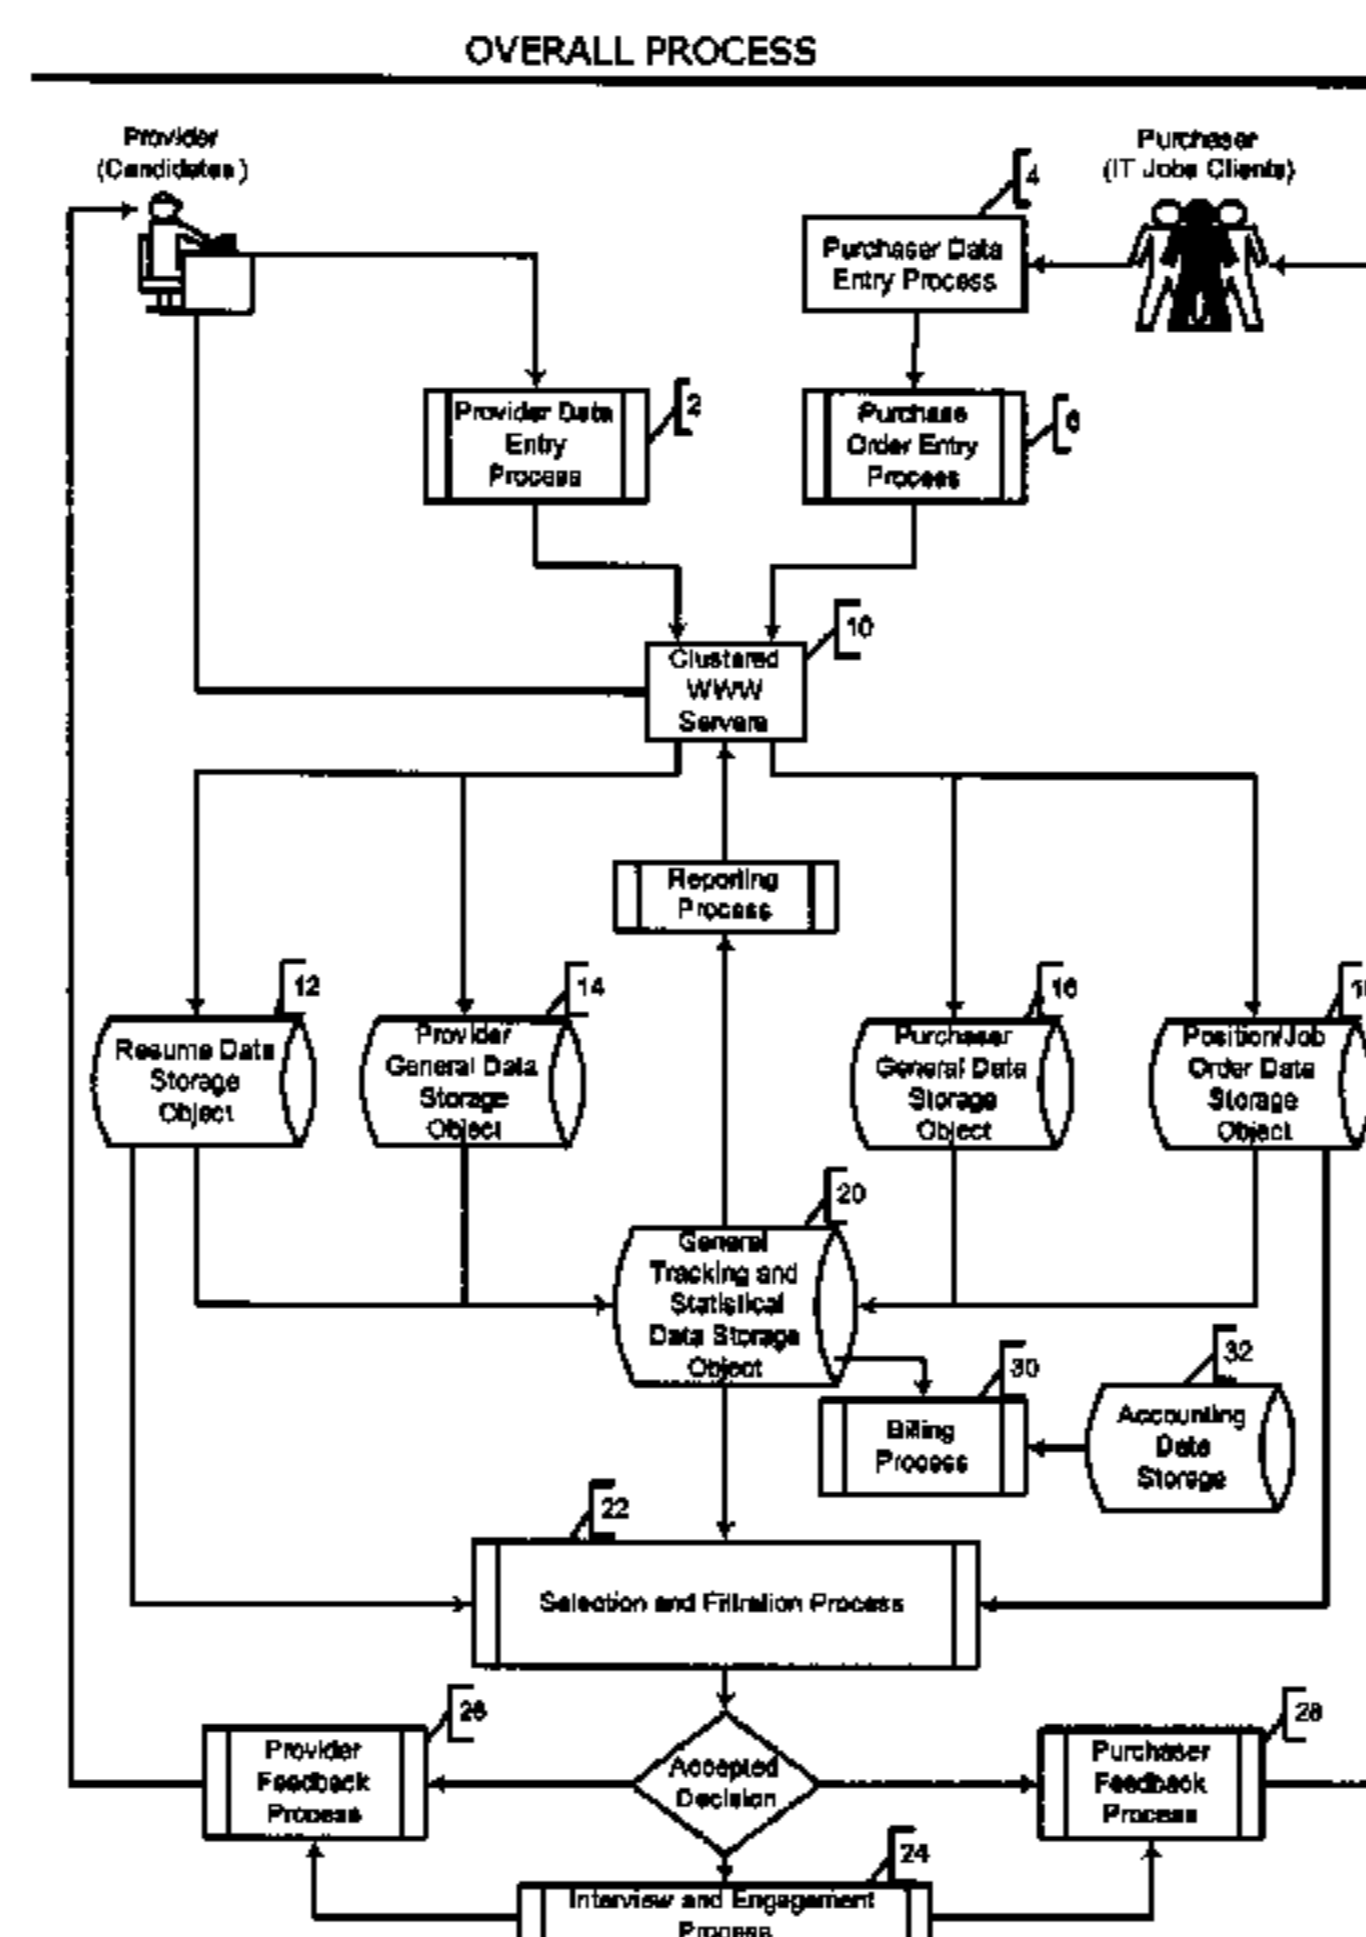 OVERALL PROCESS
Provider
(Candidates)
Purchaser
(IT Jobs Clients)
4
Purchaser Data
Entry Process
Provider Data
Entry
Process
2
Purchase
Order Entry
Process
6
10
Clustered
WWW
Servers
Reporting
Process
12
14
16
Resume Data
Storage
Object
Provider
General Data
Storage
Object
Purchaser
General Data
Storage
Object
Position/Job
Order Data
Storage
Object
20
General
Tracking and
Statistical
Data Storage
Object
30
32
Billing
Process
Accounting
Data
Storage
22
Selection and Filtration Process
26
28
Provider
Feedback
Process
Accepted
Decision
Purchaser
Feedback
Process
24
Interview and Engagement
Process